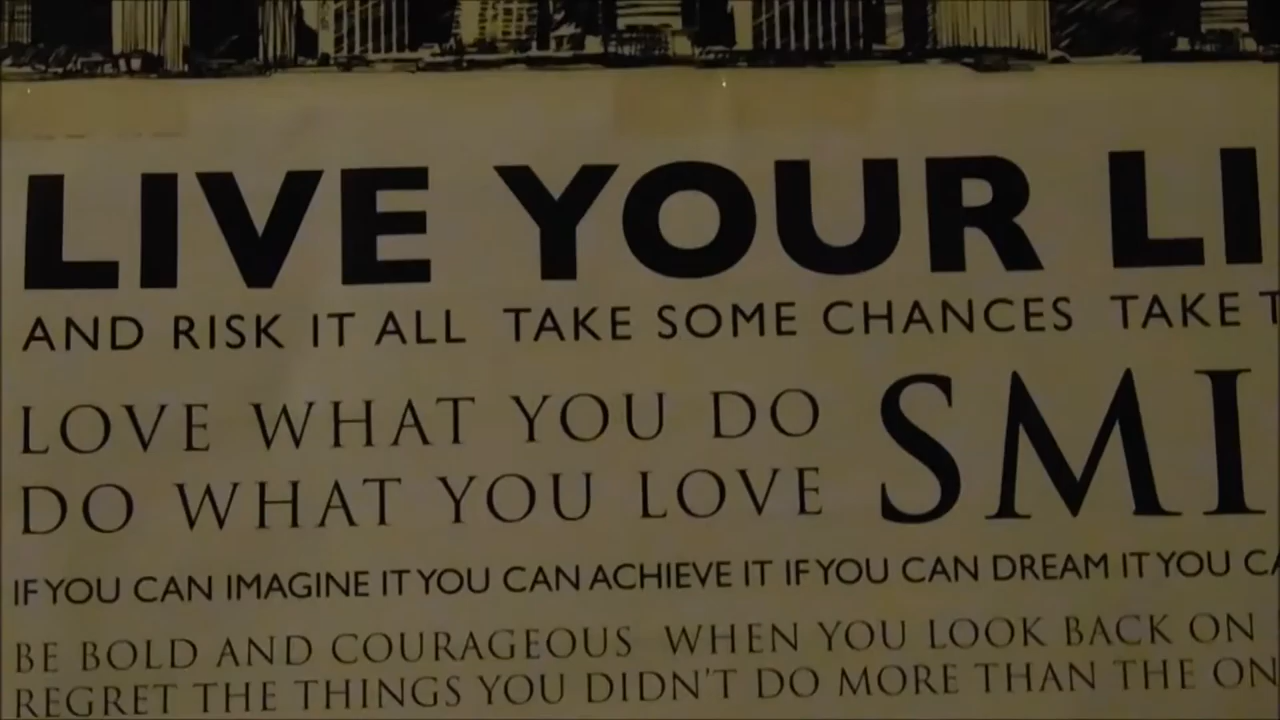 LIVE YOUR LI
AND RISK IT ALL TAKE SOME CHANCES TAKE T
LOVE WHAT YOU DO
DO WHAT YOU LOVE
SMI
IF YOU CAN IMAGINE IT YOU CAN ACHIEVE IT IF YOU CAN DREAM IT YOU CA
BE BOLD AND COURAGEOUS WHEN YOU LOOK BACK ON
REGRET THE THINGS YOU DIDN'T DO MORE THAN THE ON